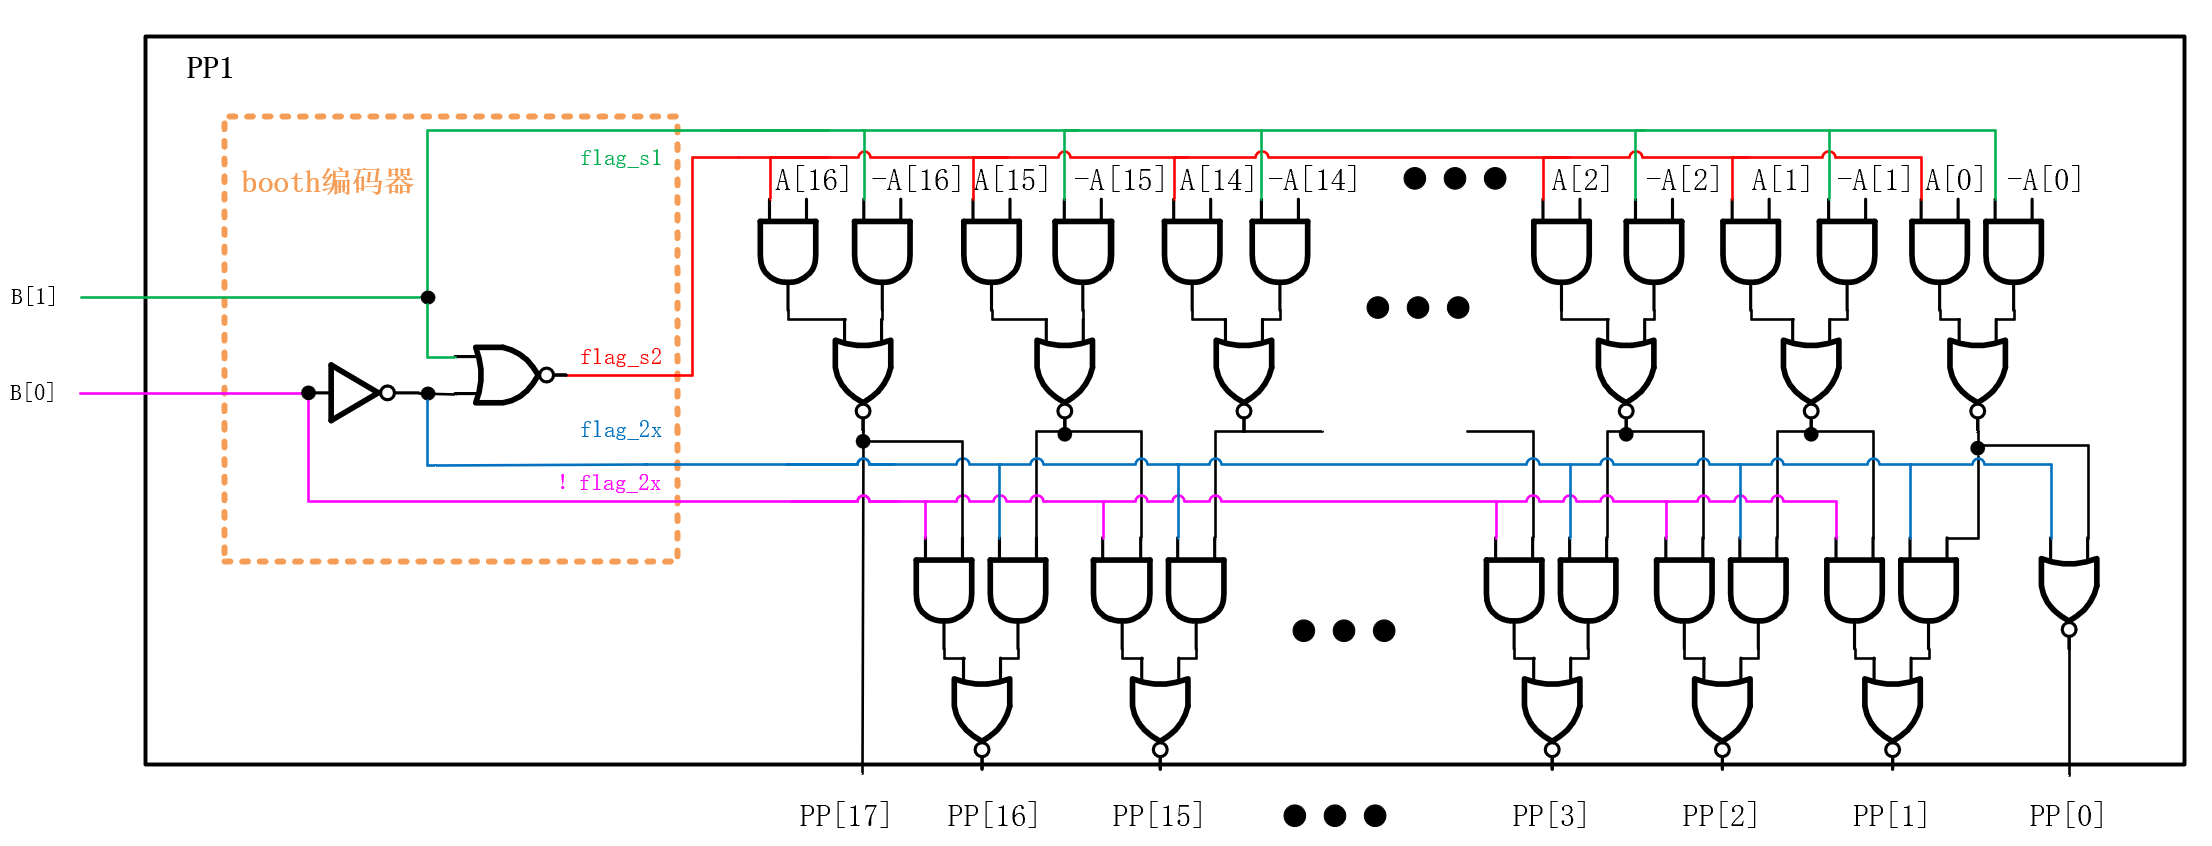 PP1
booth编码器
flag_s1
A[16] -A[16] A[15] -A[15] A[14] -A[14] A[2] -A[2] A[1] -A[1] A[0] -A[0]
B[1]
flag_s2
B[0]
flag_2x
! flag_2x
PP[17] PP[16] PP[15] PP[3] PP[2] PP[1] PP[0]